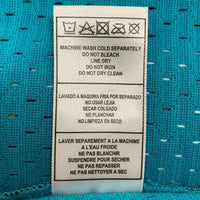 MACHINE WASH COLD SEPARATELY
DO NOT BLEACH
LINE DRY
DO NOT IRON
DO NOT DRY CLEAN
LAVADO A MAQUINA FRIA POR SEPARADO
NO USAR LEJIA
SECAR COLGADO
NO PLANCHAR
NO LIMPIEZA EN SECO
LAVER SEPAREMENT A LA MACHINE
A L'EAU FROIDE
NE PAS BLANCHIR
SUSPENDRE POUR SECHER
NE PAS REPASSER
NE PAS NETTOYER A SEC